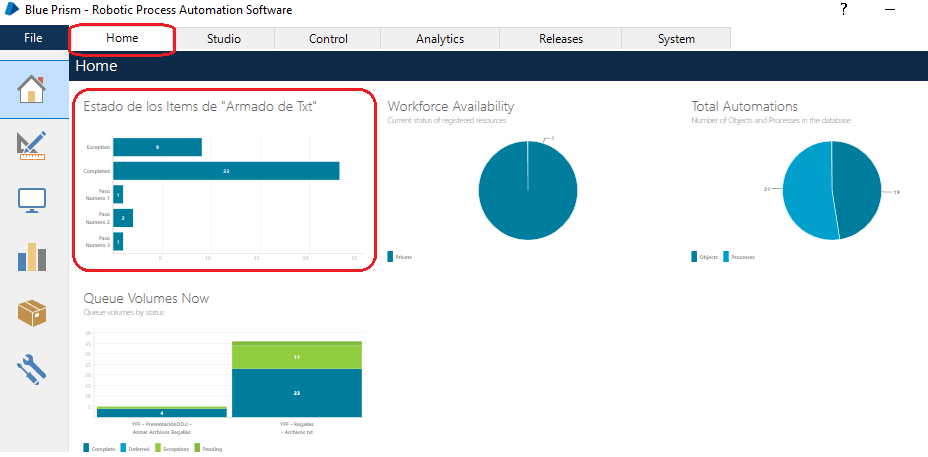 Blue Prism - Robotic Process Automation Software
?
File
Home
Studio
Control
Analytics
Releases
System
Home
Estado de los Items de "Armado de Txt"
Exception
Completed
Paso
Numero 1
Paso
Numero 2
Paso
Numero 3
23
1
2
1
0
5
10
15
20
25
Workforce Availability
Current status of registered resources
1
Private
Total Automations
Number of Objects and Processes in the database
21
Objects
Processes
Queue Volumes Now
Queue volumes by status
40
35
30
25
20
15
10
5
4
11
23
YPF - PresentaciónDDJJ -
Armar Archivos Regalías
YPF - Regalias
- Archivos txt
Complete
Deferred
Exceptions
Pending